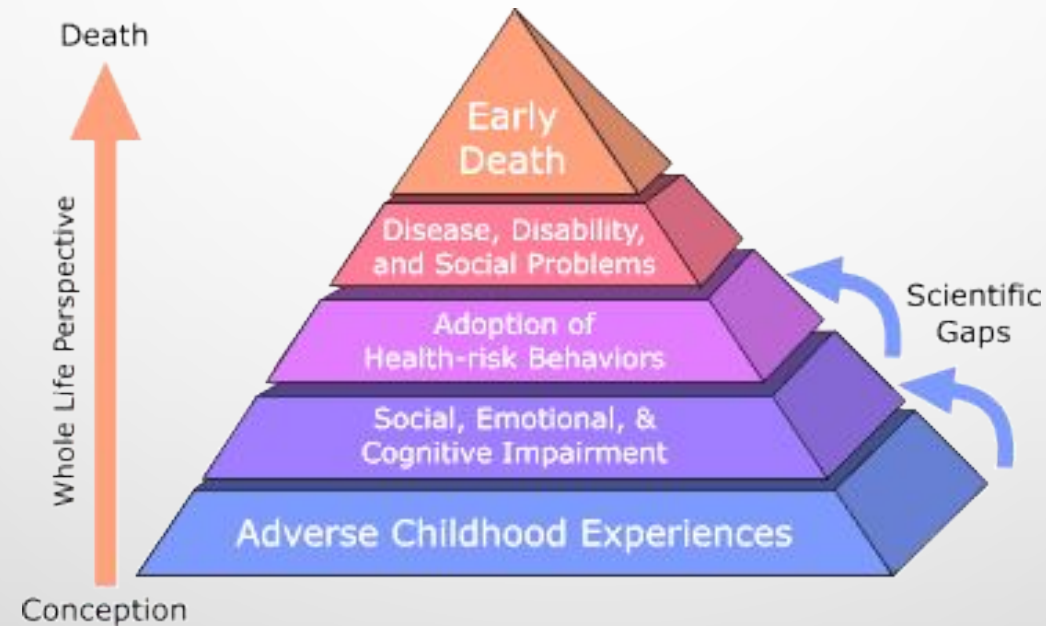 Death
Whole Life Perspective
Conception
Early
Death
Disease, Disability,
and Social Problems
Adoption of
Health-risk Behaviors
Social, Emotional, &
Cognitive Impairment
Adverse Childhood Experiences
Scientific
Gaps